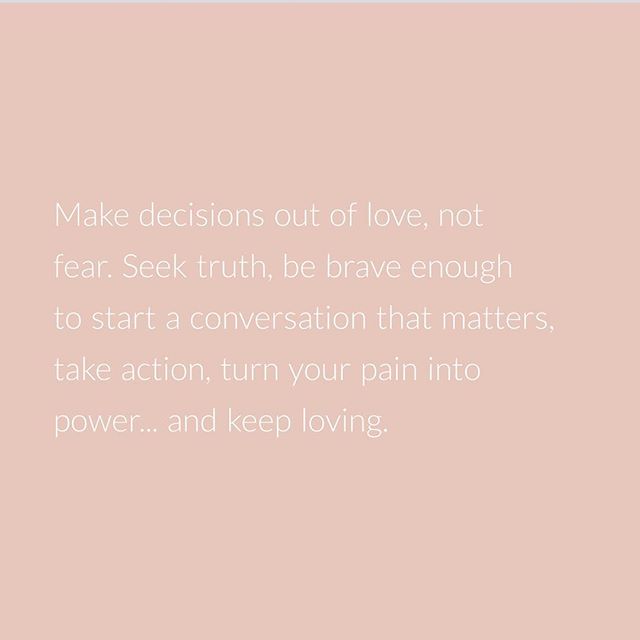 Make decisions out of love, not
fear. Seek truth, be brave enough
to start a conversation that matters,
take action, turn your pain into
power... and keep loving.